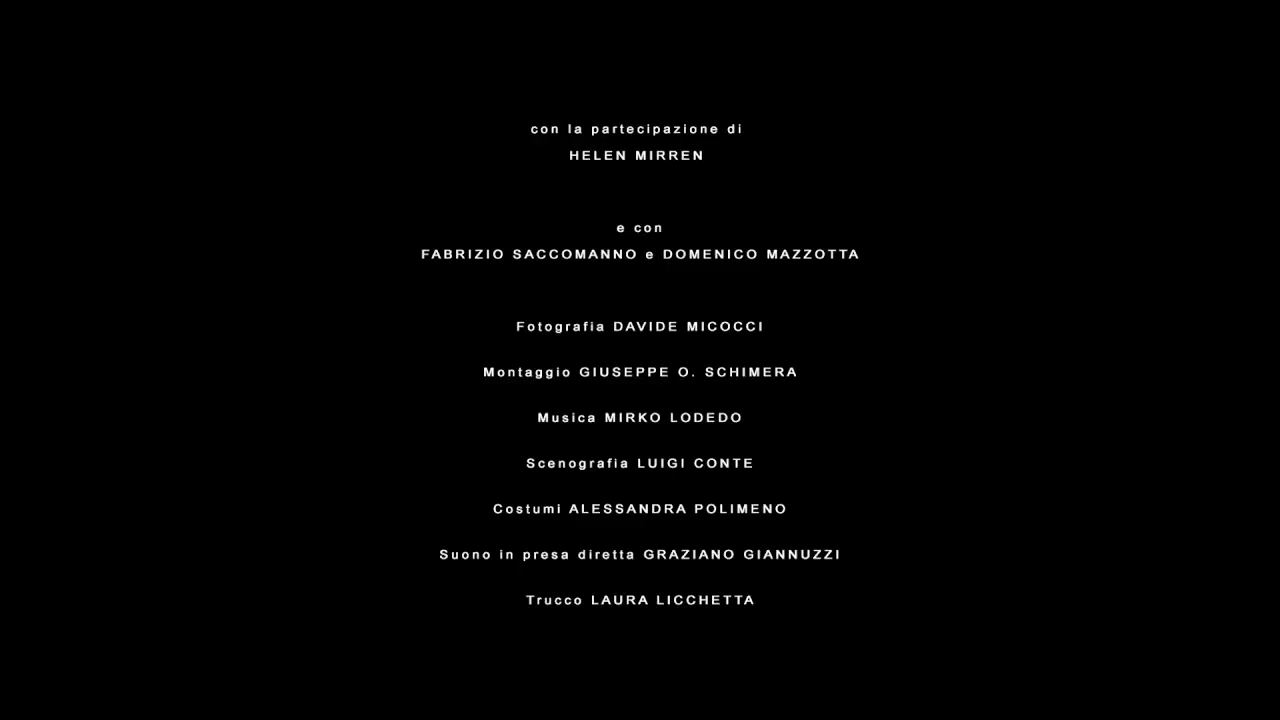 con la partecipazione di
HELEN MIRREN
e con
FABRIZIO SACCOMANNO e DOMENICO MAZZOTTA
Fotografia DAVIDE MICOCCI
Montaggio GIUSEPPE O. SCHIMERA
Musica MIRKO LODEDO
Scenografia LUIGI CONTE
Costumi ALESSANDRA POLIMENO
Suono in presa diretta GRAZIANO GIANNUZZI
Trucco LAURA LICCHETTA